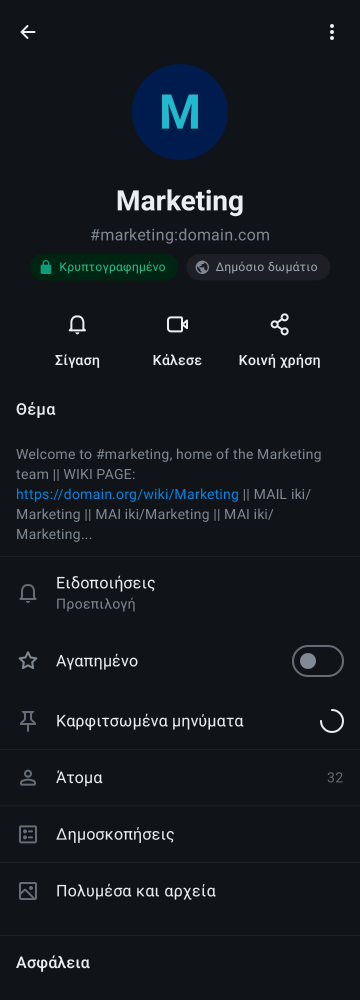 M
Marketing
#marketing:domain.com
Κρυπτογραφημένο
Δημόσιο δωμάτιο
Σίγαση
Κάλεσε
Κοινή χρήση
Θέμα
Welcome to #marketing, home of the Marketing
team || WIKI PAGE:
https://domain.org/wiki/Marketing || MAIL iki/
Marketing || MAI iki/Marketing || MAI iki/
Marketing...
Ειδοποιήσεις
Προεπιλογή
Αγαπημένο
Καρφιτσωμένα μηνύματα
Άτομα 32
Δημοσκοπήσεις
Πολυμέσα και αρχεία
Ασφάλεια